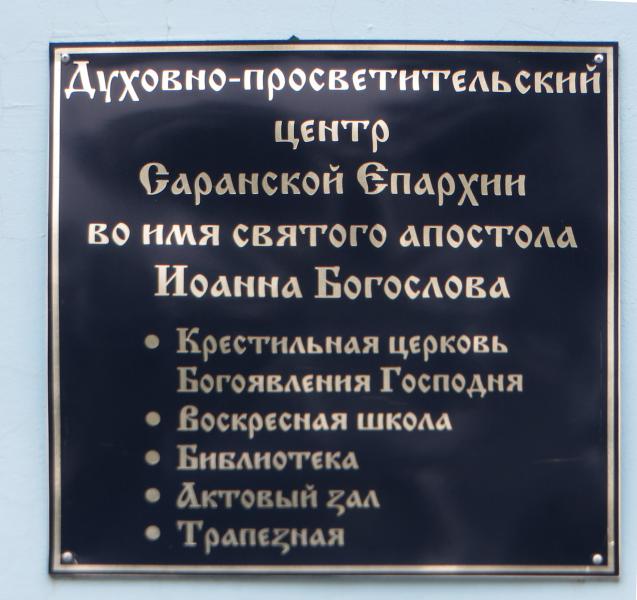 Духовно-просветительский
центр
Саранской Епархии
во имя святого апостола
Иоанна Богослова
• Крестильная церковь
Богоявления Господня
• Воскресная школа
• Библиотека
• Актовый зал
• Трапезная